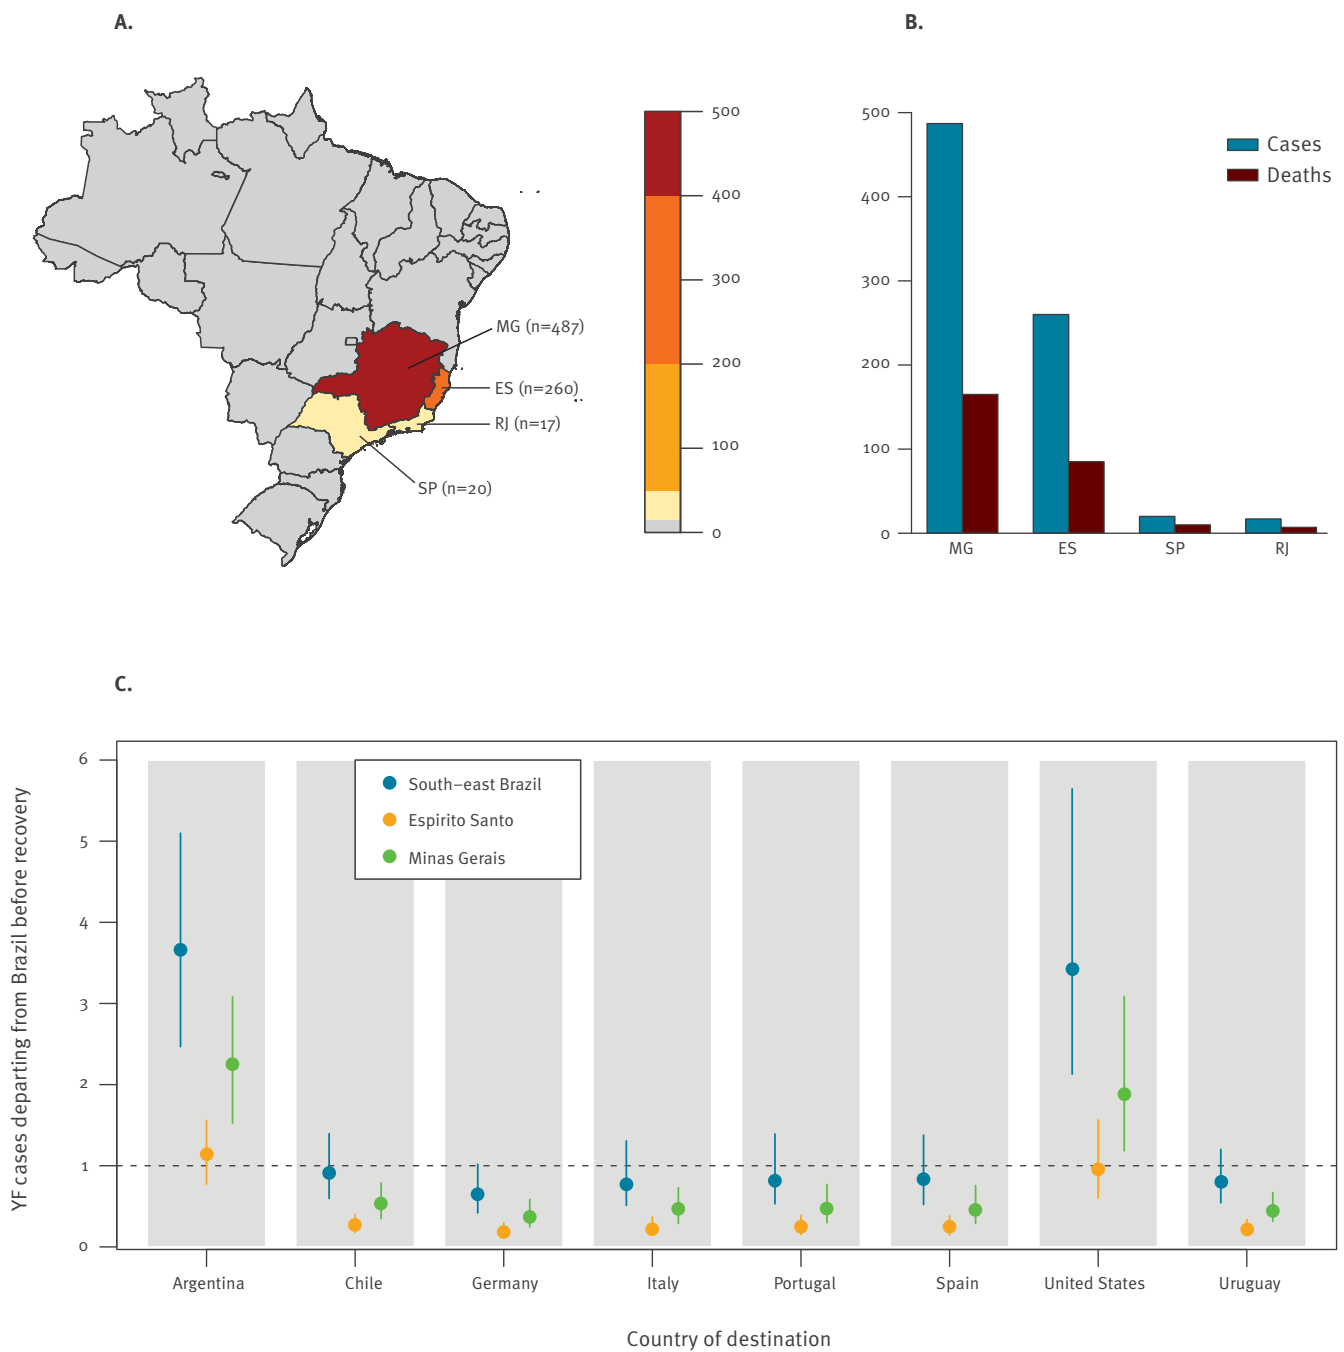 A.
MG (n=487)
ES (n=260)
RJ (n=17)
SP (n=20)
500
400
300
200
100
0
B.
500
400
300
200
100
0
Cases
Deaths
MG ES SP RJ
C.
YF cases departing from Brazil before recovery
6
5
4
3
2
1
0
South–east Brazil
Espirito Santo
Minas Gerais
Argentina Chile Germany Italy Portugal Spain United States Uruguay
Country of destination